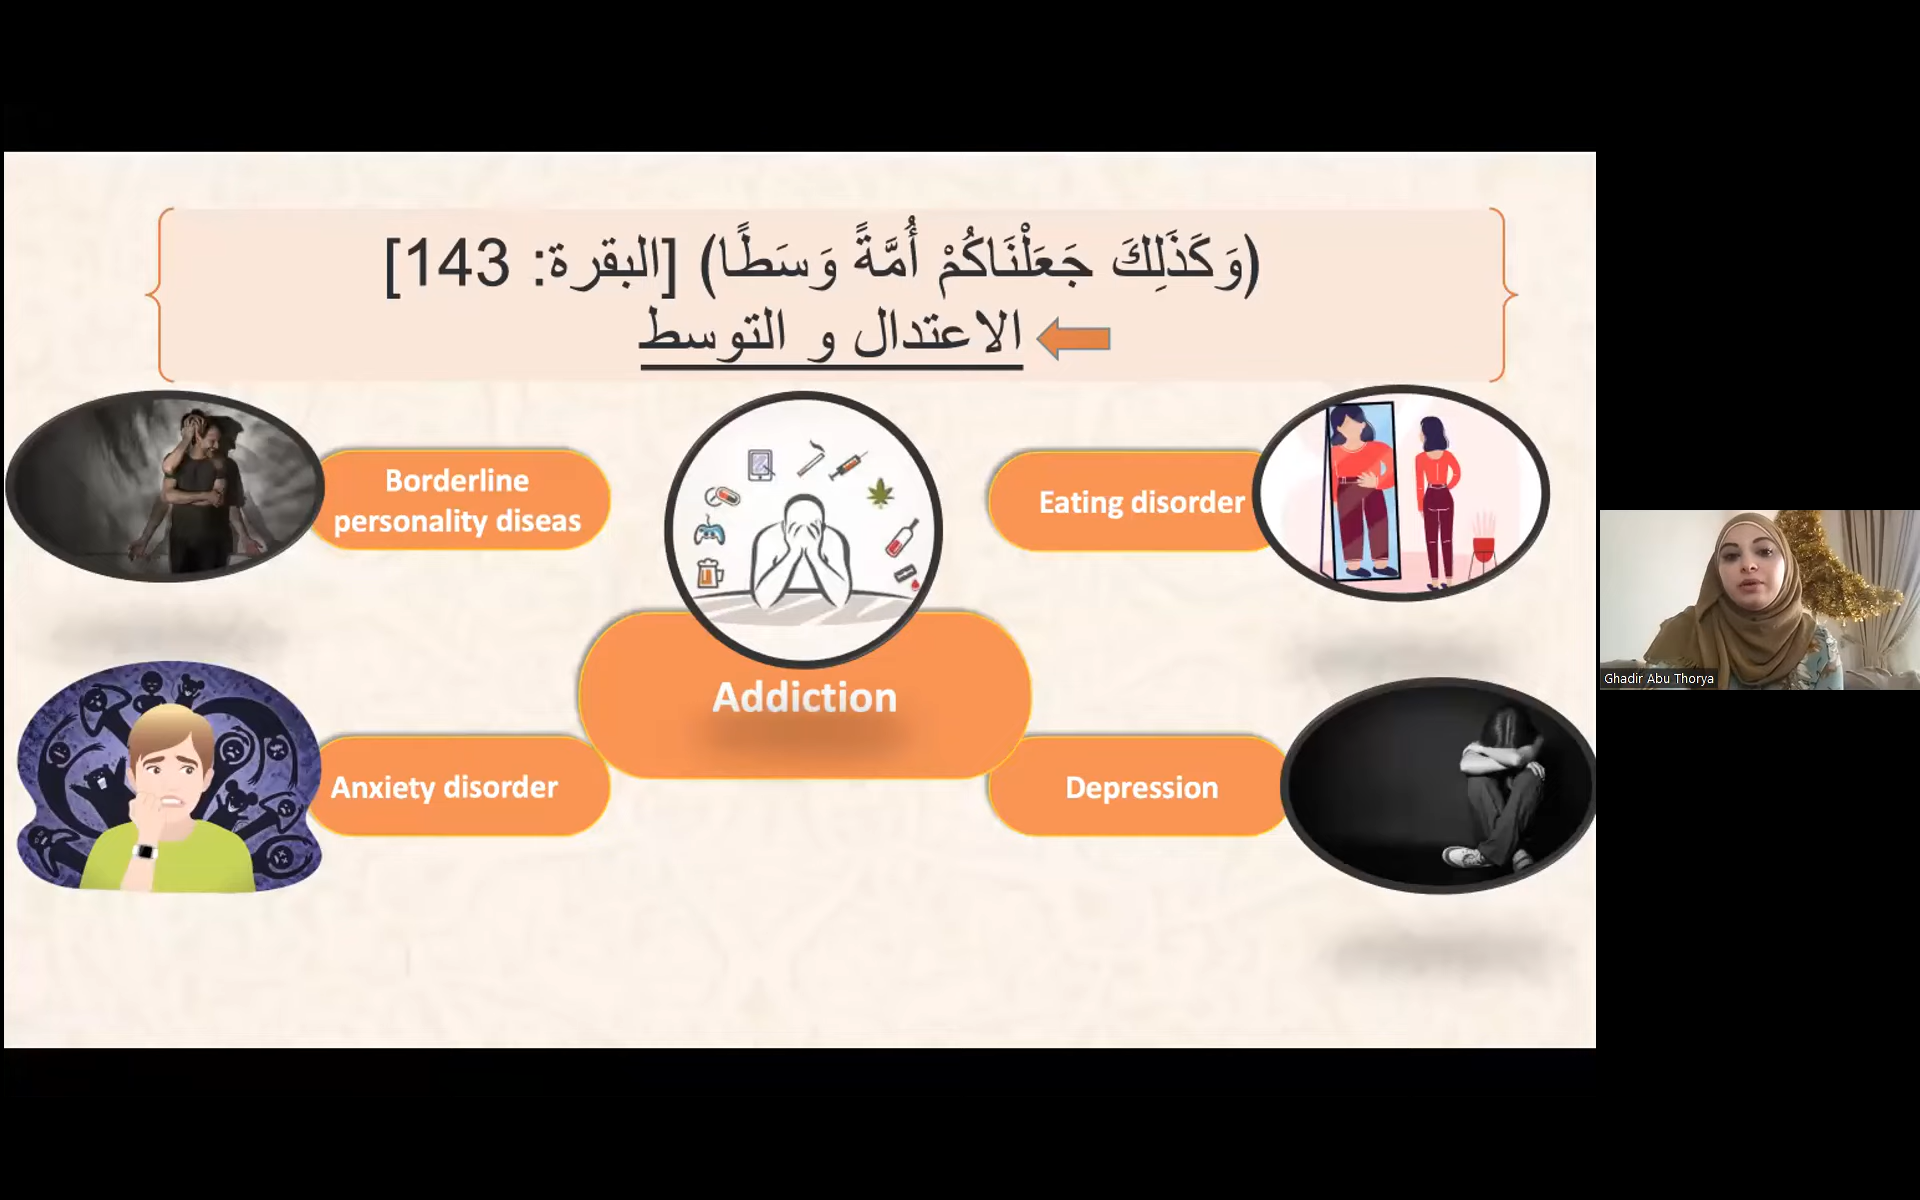 (وَكَذَلِكَ جَعَلْنَاكُمْ أُمَّةً وَسَطًا) [البقرة: 143]
الاعتدال و التوسط
Borderline
personality diseas
Eating disorder
Addiction
Anxiety disorder
Depression
Ghadir Abu Thorya